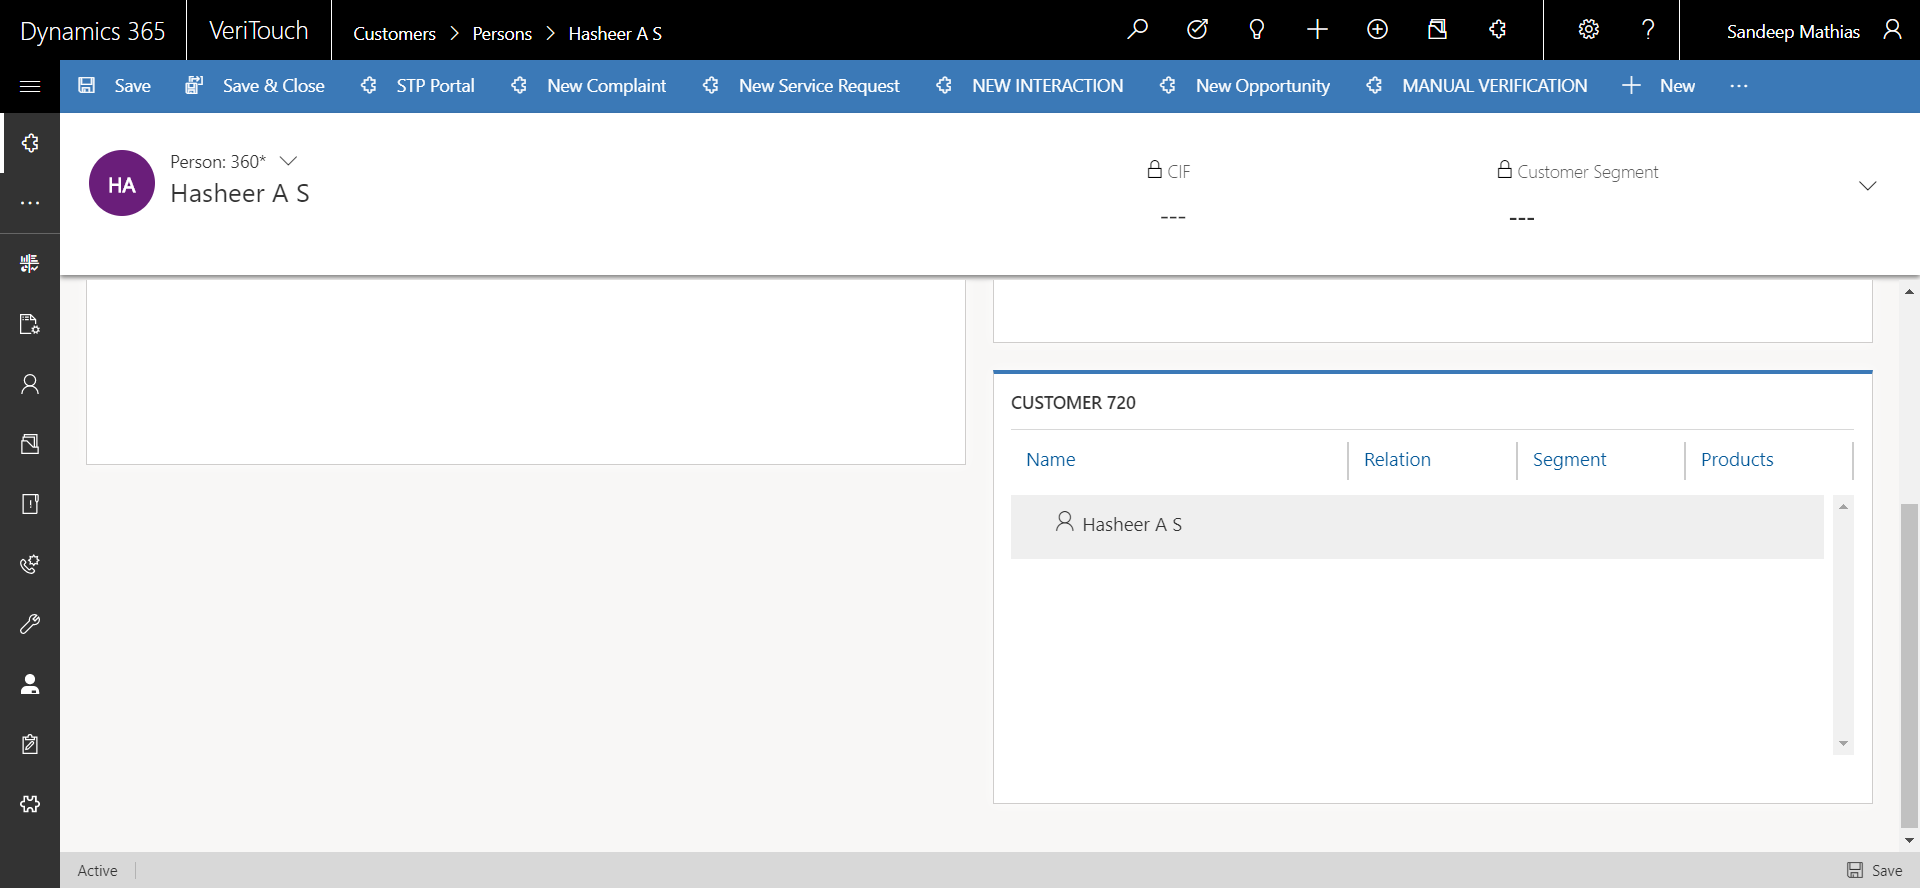 Dynamics 365
VeriTouch
Customers > Persons > Hasheer A S
Sandeep Mathias
Save
Save & Close
STP Portal
New Complaint
New Service Request
NEW INTERACTION
New Opportunity
MANUAL VERIFICATION
New
...
HA
Person: 360*
Hasheer A S
CIF
---
Customer Segment
---
CUSTOMER 720
Name
Relation
Segment
Products
Hasheer A S
Active
Save